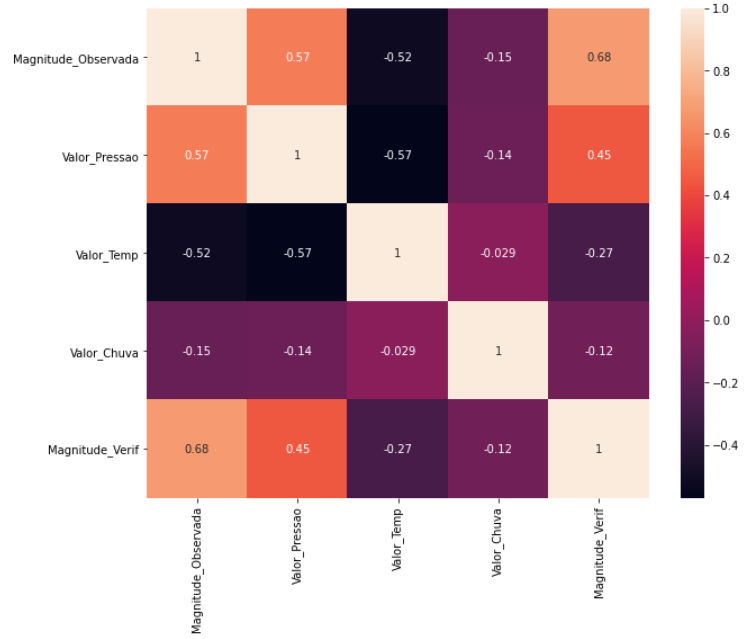 Magnitude_Observada 1 0.57 -0.52 -0.15 0.68
Valor_Pressao 0.57 1 -0.57 -0.14 0.45
Valor_Temp -0.52 -0.57 1 -0.029 -0.27
Valor_Chuva -0.15 -0.14 -0.029 1 -0.12
Magnitude_Verif 0.68 0.45 -0.27 -0.12 1
Magnitude_Observada
Valor_Pressao
Valor_Temp
Valor_Chuva
Magnitude_Verif
1.0
0.8
0.6
0.4
0.2
0.0
−0.2
−0.4